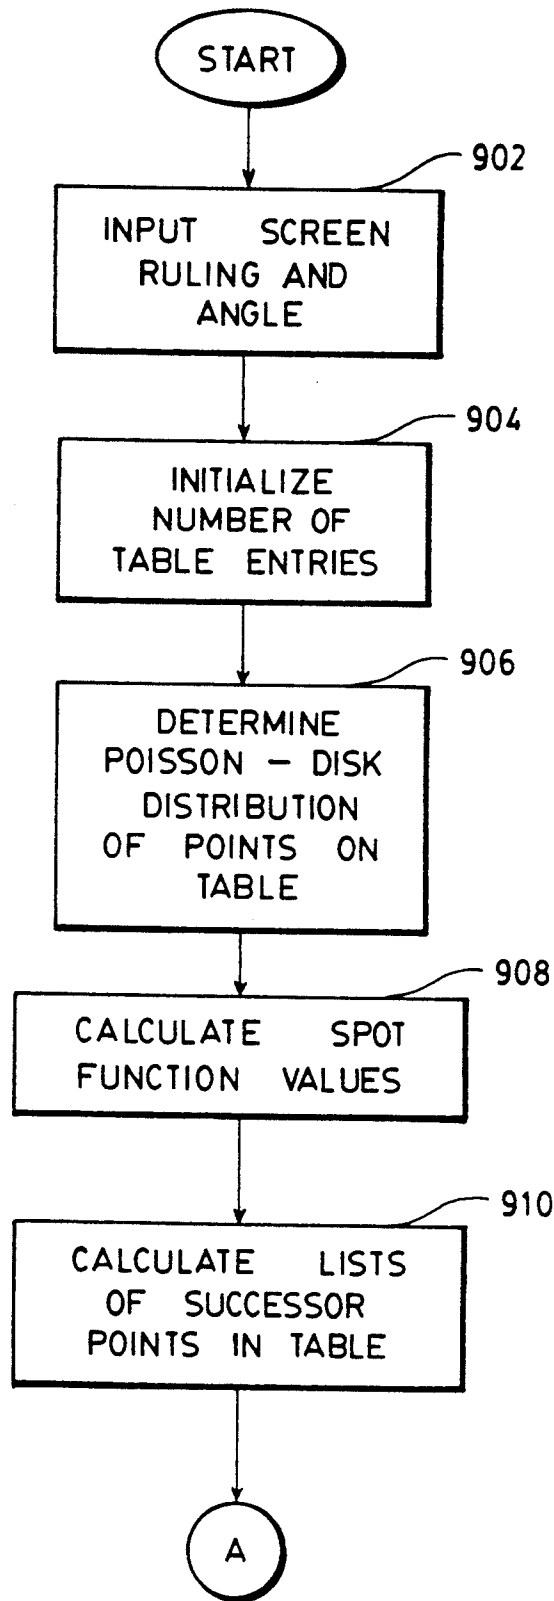 START
902
INPUT SCREEN
RULING AND
ANGLE
904
INITIALIZE
NUMBER OF
TABLE ENTRIES
906
DETERMINE
POISSON - DISK
DISTRIBUTION
OF POINTS ON
TABLE
908
CALCULATE SPOT
FUNCTION VALUES
910
CALCULATE LISTS
OF SUCCESSOR
POINTS IN TABLE
A